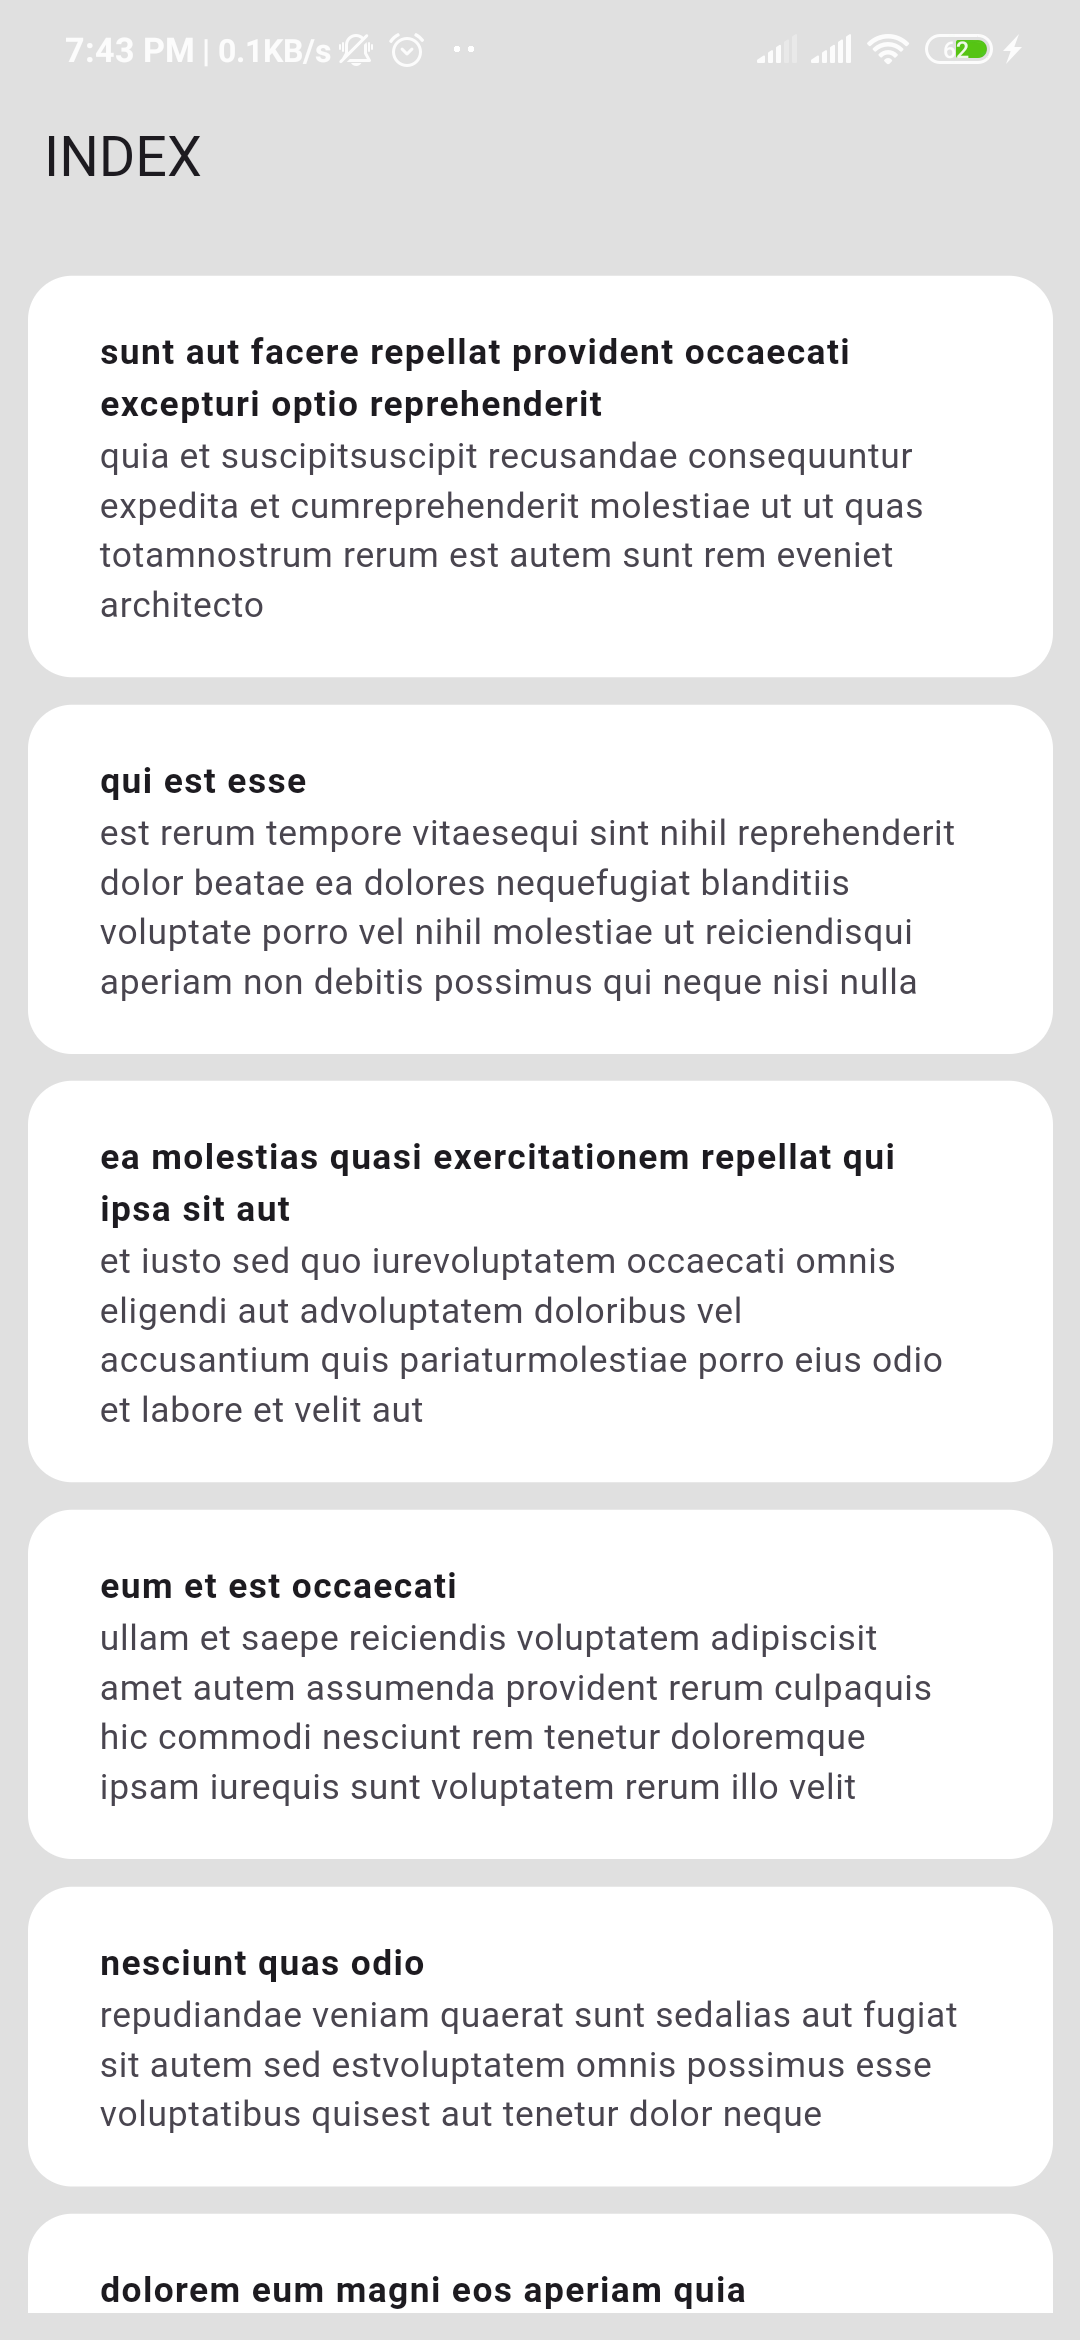 7:43 PM | 0.1KB/s
62
INDEX
sunt aut facere repellat provident occaecati
excepturi optio reprehenderit
quia et suscipitsuscipit recusandae consequuntur
expedita et cumreprehenderit molestiae ut ut quas
totamnostrum rerum est autem sunt rem eveniet
architecto
qui est esse
est rerum tempore vitaesequi sint nihil reprehenderit
dolor beatae ea dolores nequefugiat blanditiis
voluptate porro vel nihil molestiae ut reiciendisqui
aperiam non debitis possimus qui neque nisi nulla
ea molestias quasi exercitationem repellat qui
ipsa sit aut
et iusto sed quo iurevoluptatem occaecati omnis
eligendi aut advoluptatem doloribus vel
accusantium quis pariaturmolestiae porro eius odio
et labore et velit aut
eum et est occaecati
ullam et saepe reiciendis voluptatem adipiscisit
amet autem assumenda provident rerum culpaquis
hic commodi nesciunt rem tenetur doloremque
ipsam iurequis sunt voluptatem rerum illo velit
nesciunt quas odio
repudiandae veniam quaerat sunt sedalias aut fugiat
sit autem sed estvoluptatem omnis possimus esse
voluptatibus quisest aut tenetur dolor neque
dolorem eum magni eos aperiam quia